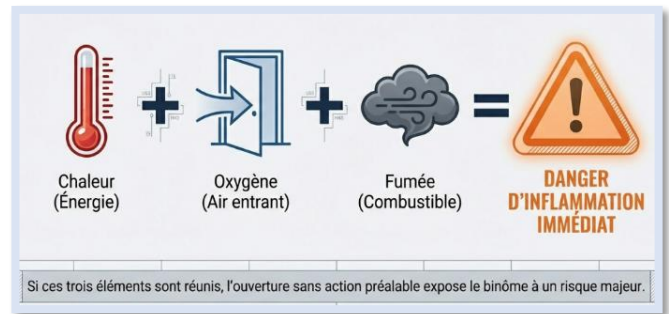 Chaleur
(Énergie)
Oxygène
(Air entrant)
Fumée
(Combustible)
DANGER
D'INFLAMMATION
IMMÉDIAT
Si ces trois éléments sont réunis, l'ouverture sans action préalable expose le binôme à un risque majeur.